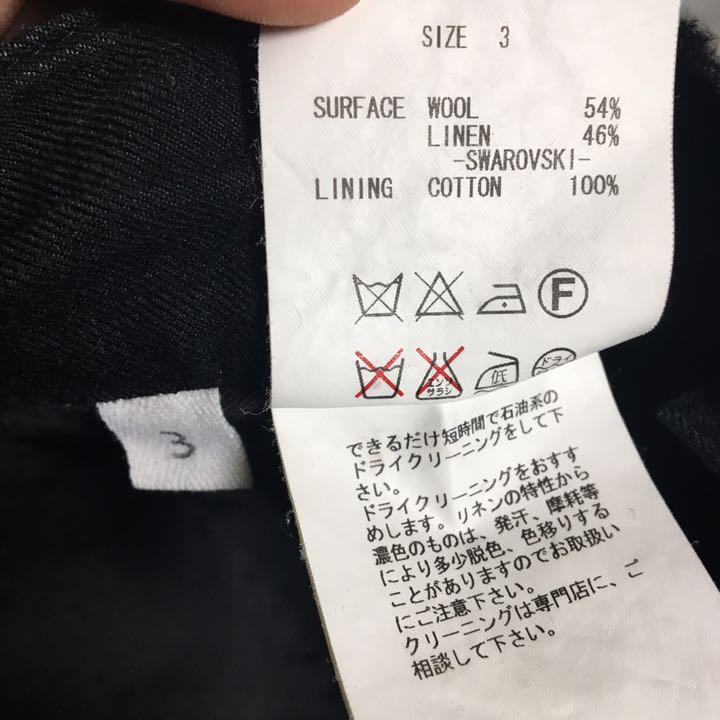 SIZE 3
SURFACE WOOL 54%
LINEN 46%
-SWAROVSKI-
LINING COTTON 100%
F
エンソ サラシ 低 ドライ
3
できるだけ短時間で石油系の
ドライクリーニングをして下
さい。
ドライクリーニングをおすす
めします。リネンの特性から
濃色のものは、発汗、摩耗等
により多少脱色、色移りする
ことがありますのでお取扱い
にご注意下さい。
クリーニングは専門店に、ご
相談して下さい。